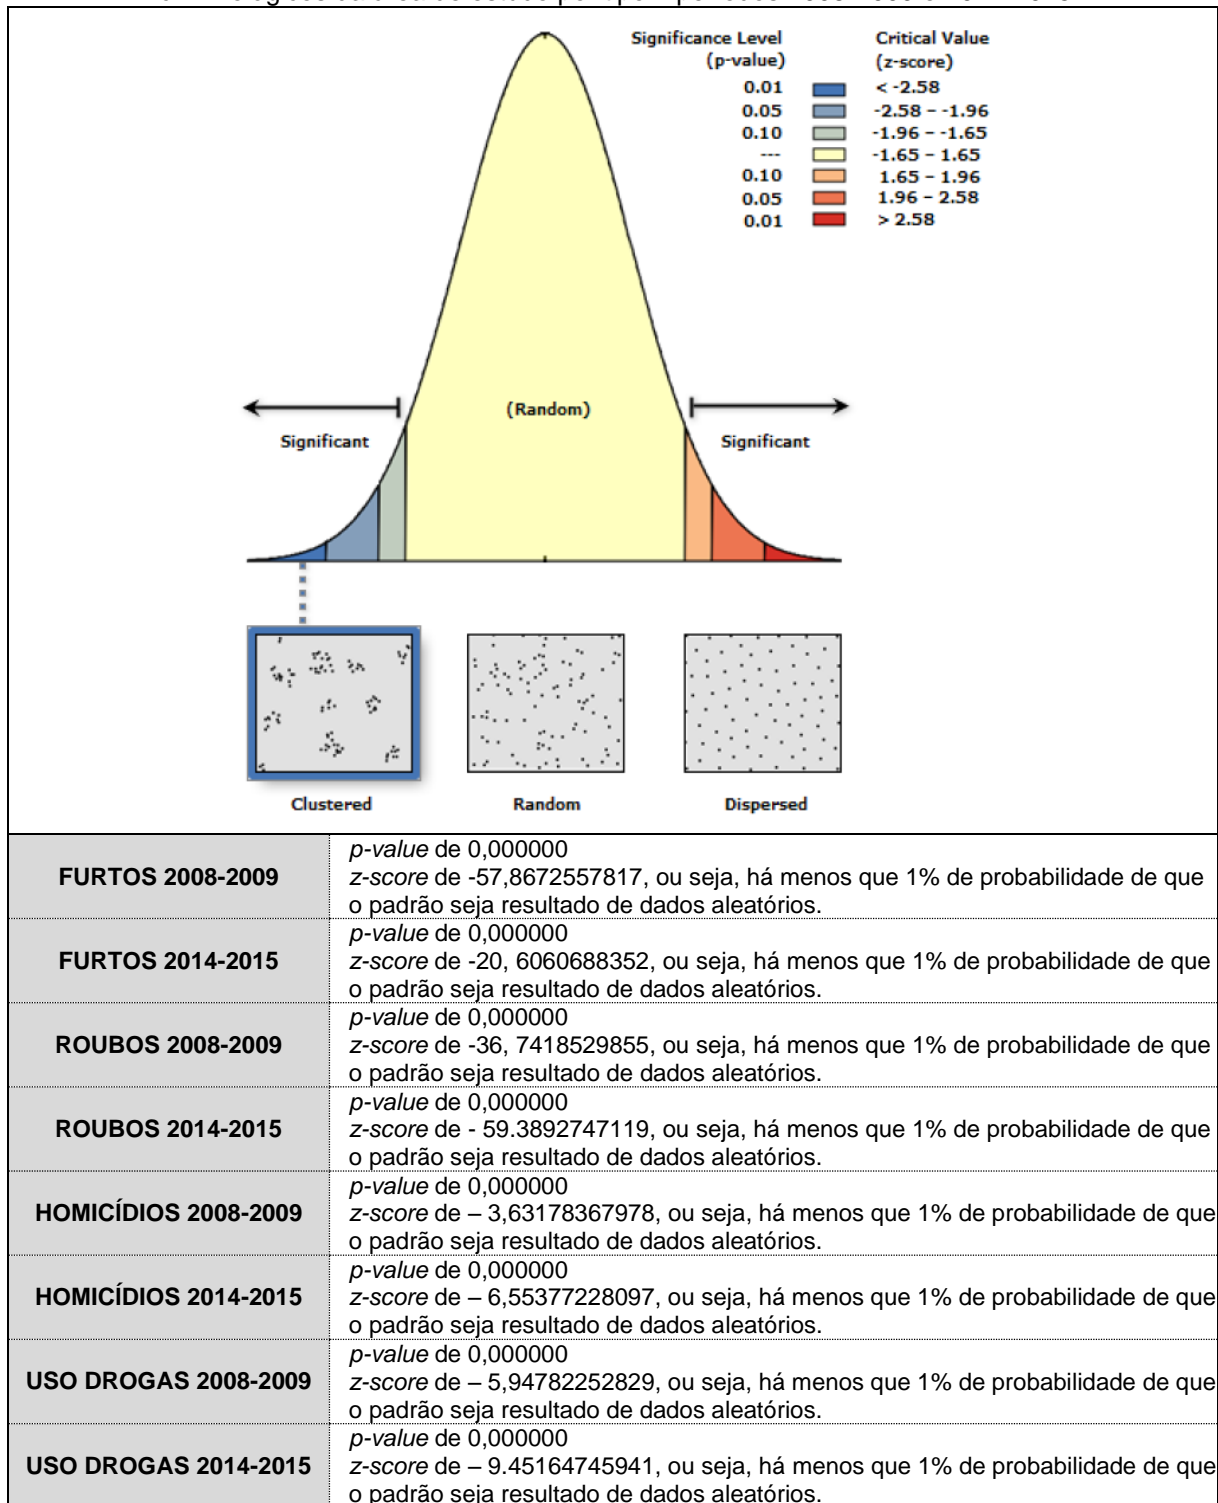 Significance Level
(p-value)
Critical Value
(z-score)
0.01 < -2.58
0.05 -2.58 – -1.96
0.10 -1.96 – -1.65
--- -1.65 – 1.65
0.10 1.65 – 1.96
0.05 1.96 – 2.58
0.01 > 2.58
(Random)
Significant
Significant
Clustered
Random
Dispersed
FURTOS 2008-2009
p-value de 0,000000
z-score de -57,8672557817, ou seja, há menos que 1% de probabilidade de que
o padrão seja resultado de dados aleatórios.
FURTOS 2014-2015
p-value de 0,000000
z-score de -20, 6060688352, ou seja, há menos que 1% de probabilidade de que
o padrão seja resultado de dados aleatórios.
ROUBOS 2008-2009
p-value de 0,000000
z-score de -36, 7418529855, ou seja, há menos que 1% de probabilidade de que
o padrão seja resultado de dados aleatórios.
ROUBOS 2014-2015
p-value de 0,000000
z-score de - 59.3892747119, ou seja, há menos que 1% de probabilidade de que
o padrão seja resultado de dados aleatórios.
HOMICÍDIOS 2008-2009
p-value de 0,000000
z-score de – 3,63178367978, ou seja, há menos que 1% de probabilidade de que
o padrão seja resultado de dados aleatórios.
HOMICÍDIOS 2014-2015
p-value de 0,000000
z-score de – 6,55377228097, ou seja, há menos que 1% de probabilidade de que
o padrão seja resultado de dados aleatórios.
USO DROGAS 2008-2009
p-value de 0,000000
z-score de – 5,94782252829, ou seja, há menos que 1% de probabilidade de que
o padrão seja resultado de dados aleatórios.
USO DROGAS 2014-2015
p-value de 0,000000
z-score de – 9.45164745941, ou seja, há menos que 1% de probabilidade de que
o padrão seja resultado de dados aleatórios.